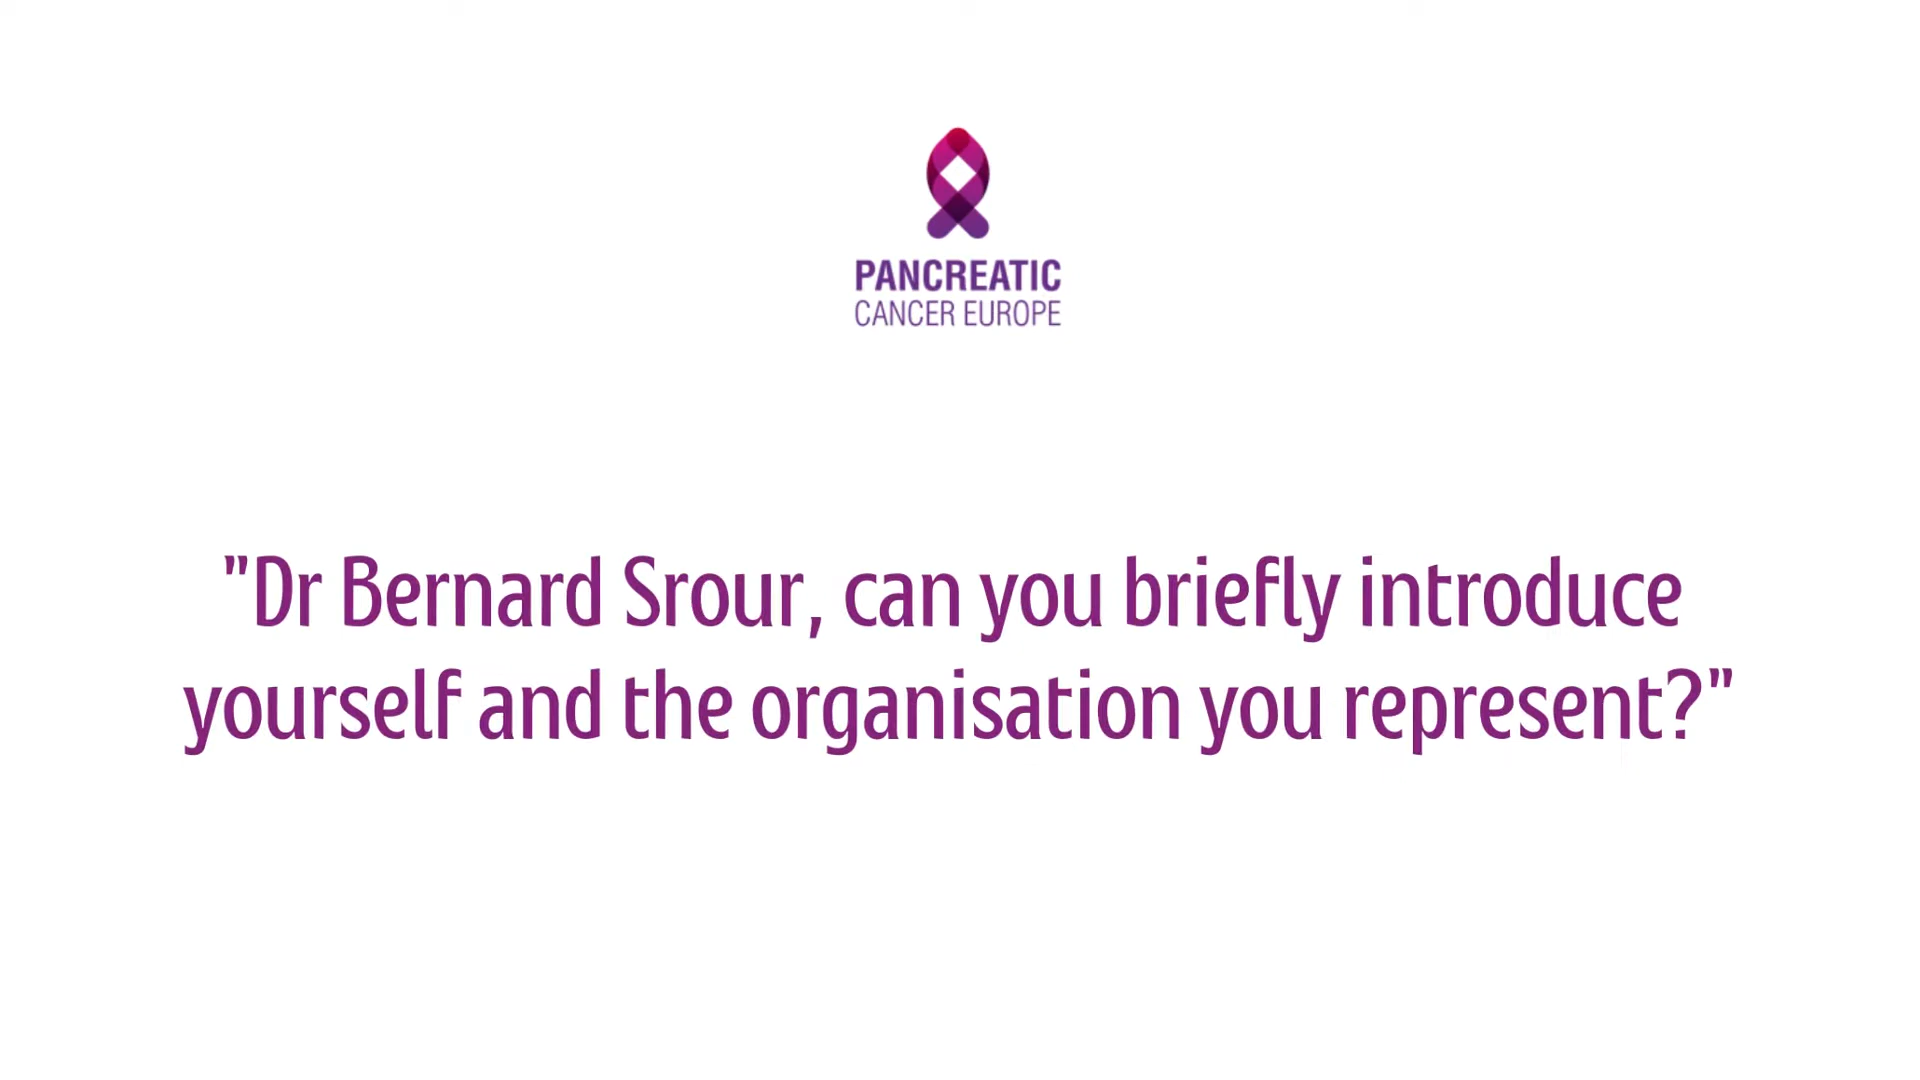 PANCREATIC
CANCER EUROPE
"Dr Bernard Srour, can you briefly introduce
yourself and the organisation you represent?"